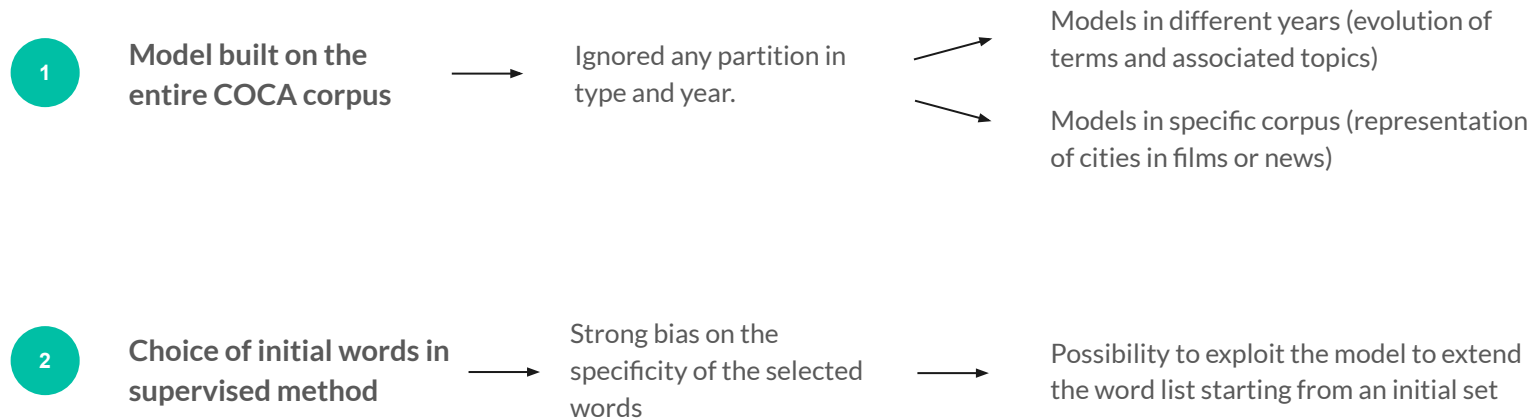 1
Model built on the
entire COCA corpus
Ignored any partition in
type and year.
Models in different years (evolution of
terms and associated topics)
Models in specific corpus (representation
of cities in films or news)
2
Choice of initial words in
supervised method
Strong bias on the
specificity of the selected
words
Possibility to exploit the model to extend
the word list starting from an initial set